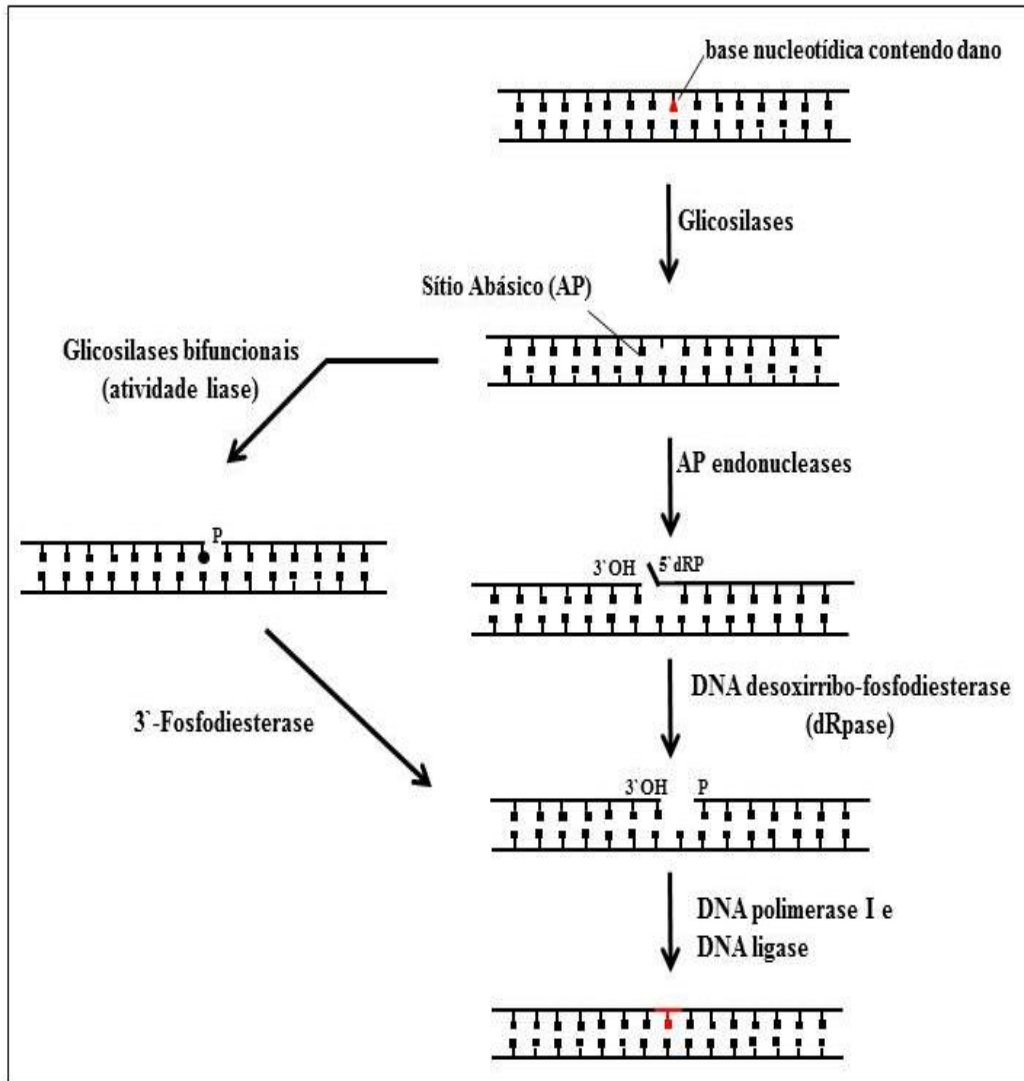 base nucleotídica contendo dano
Glicosilases
Sítio Abásico (AP)
Glicosilases bifuncionais
(atividade liase)
AP endonucleases
P
3`OH
5`dRP
DNA desoxirribo-fosfodiesterase
(dRpase)
3`-Fosfodiesterase
3`OH
P
DNA polimerase I e
DNA ligase